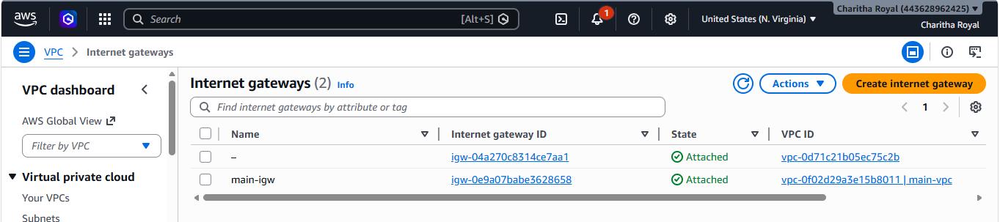 aws
Search [Alt+S]
1
United States (N. Virginia)
Charitha Royal (443628962425)
Charitha Royal
VPC
Internet gateways
VPC dashboard
AWS Global View
Filter by VPC
Virtual private cloud
Your VPCs
Subnets
Internet gateways (2) Info
Actions
Create internet gateway
Find internet gateways by attribute or tag
1
Name Internet gateway ID State VPC ID
– igw-04a270c8314ce7aa1 Attached vpc-0d71c21b05ec75c2b
main-igw igw-0e9a07babe3628658 Attached vpc-0f02d29a3e15b8011 | main-vpc